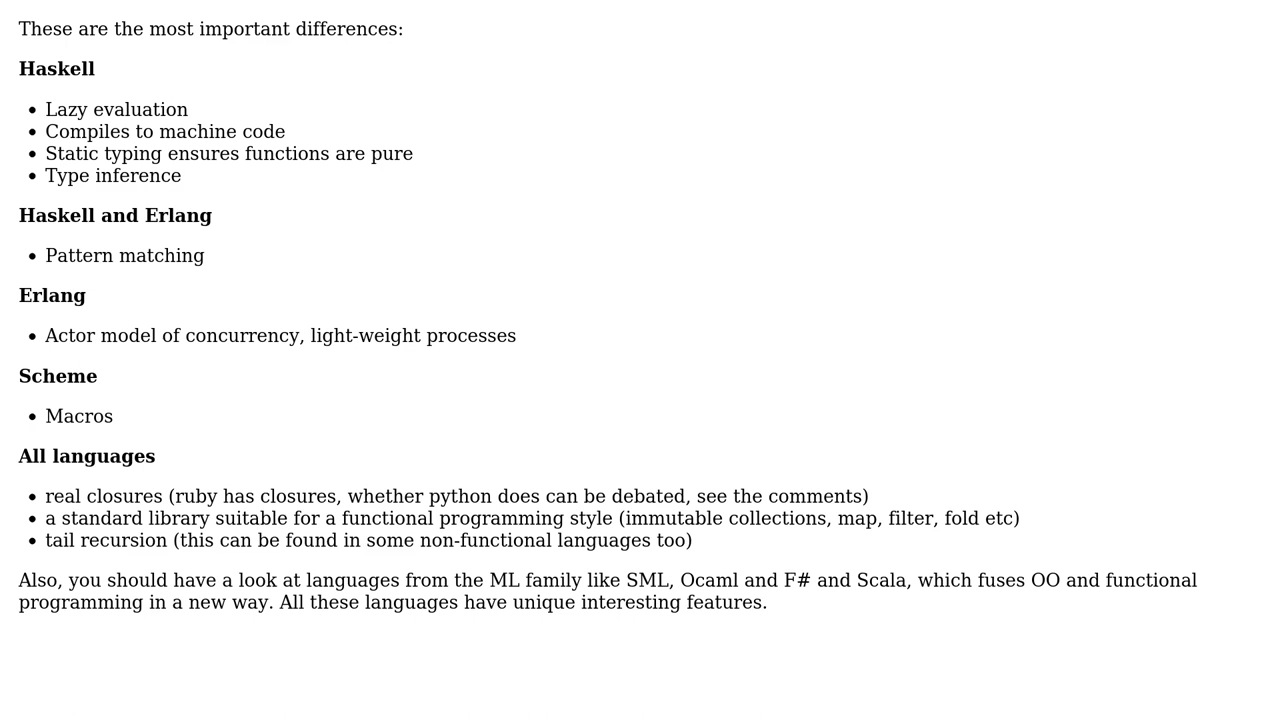 These are the most important differences:
Haskell
• Lazy evaluation
• Compiles to machine code
• Static typing ensures functions are pure
• Type inference
Haskell and Erlang
• Pattern matching
Erlang
• Actor model of concurrency, light-weight processes
Scheme
• Macros
All languages
• real closures (ruby has closures, whether python does can be debated, see the comments)
• a standard library suitable for a functional programming style (immutable collections, map, filter, fold etc)
• tail recursion (this can be found in some non-functional languages too)
Also, you should have a look at languages from the ML family like SML, Ocaml and F# and Scala, which fuses OO and functional
programming in a new way. All these languages have unique interesting features.